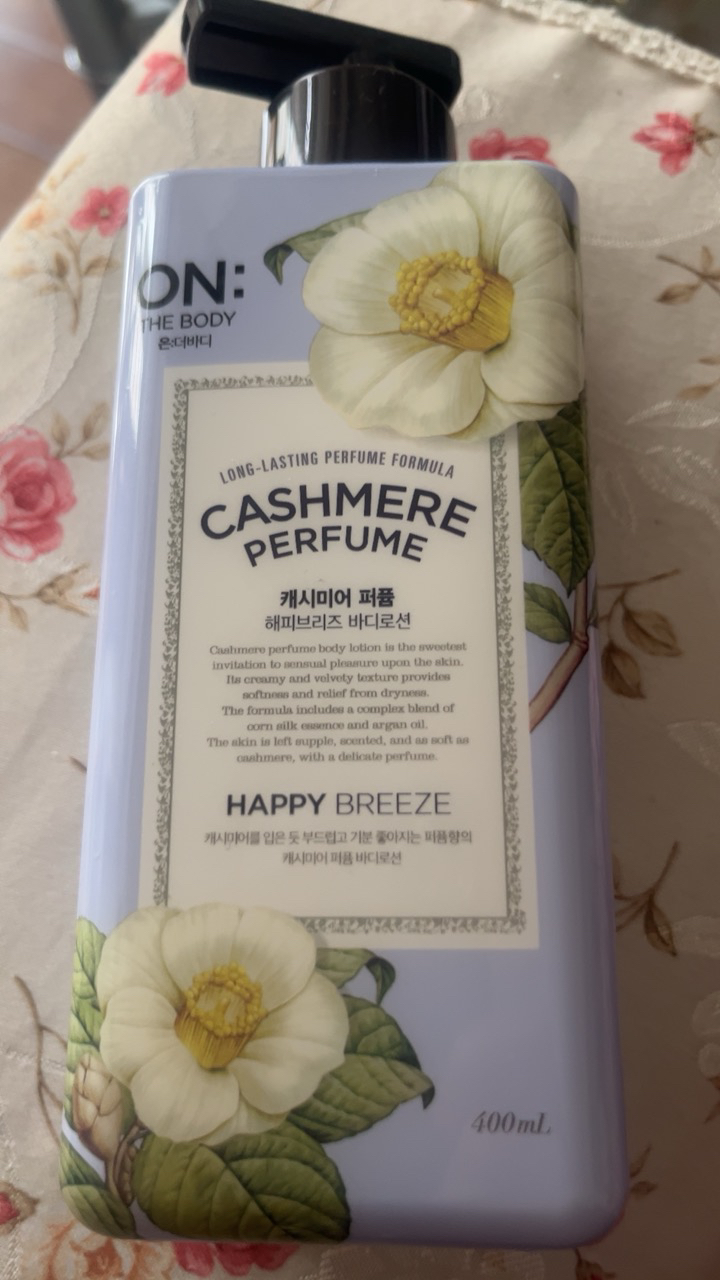 ON:
THE BODY
온:더바디
LONG-LASTING PERFUME FORMULA
CASHMERE
PERFUME
캐시미어 퍼퓸
해피브리즈 바디로션
Cashmere perfume body lotion is the sweetest
invitation to sensual pleasure upon the skin.
Its creamy and velvety texture provides
softness and relief from dryness.
The formula includes a complex blend of
corn silk essence and argan oil.
The skin is left supple, scented, and as soft as
cashmere, with a delicate perfume.
HAPPY BREEZE
캐시미어를 입은 듯 부드럽고 기분 좋아지는 퍼퓸향의
캐시미어 퍼퓸 바디로션
400mL